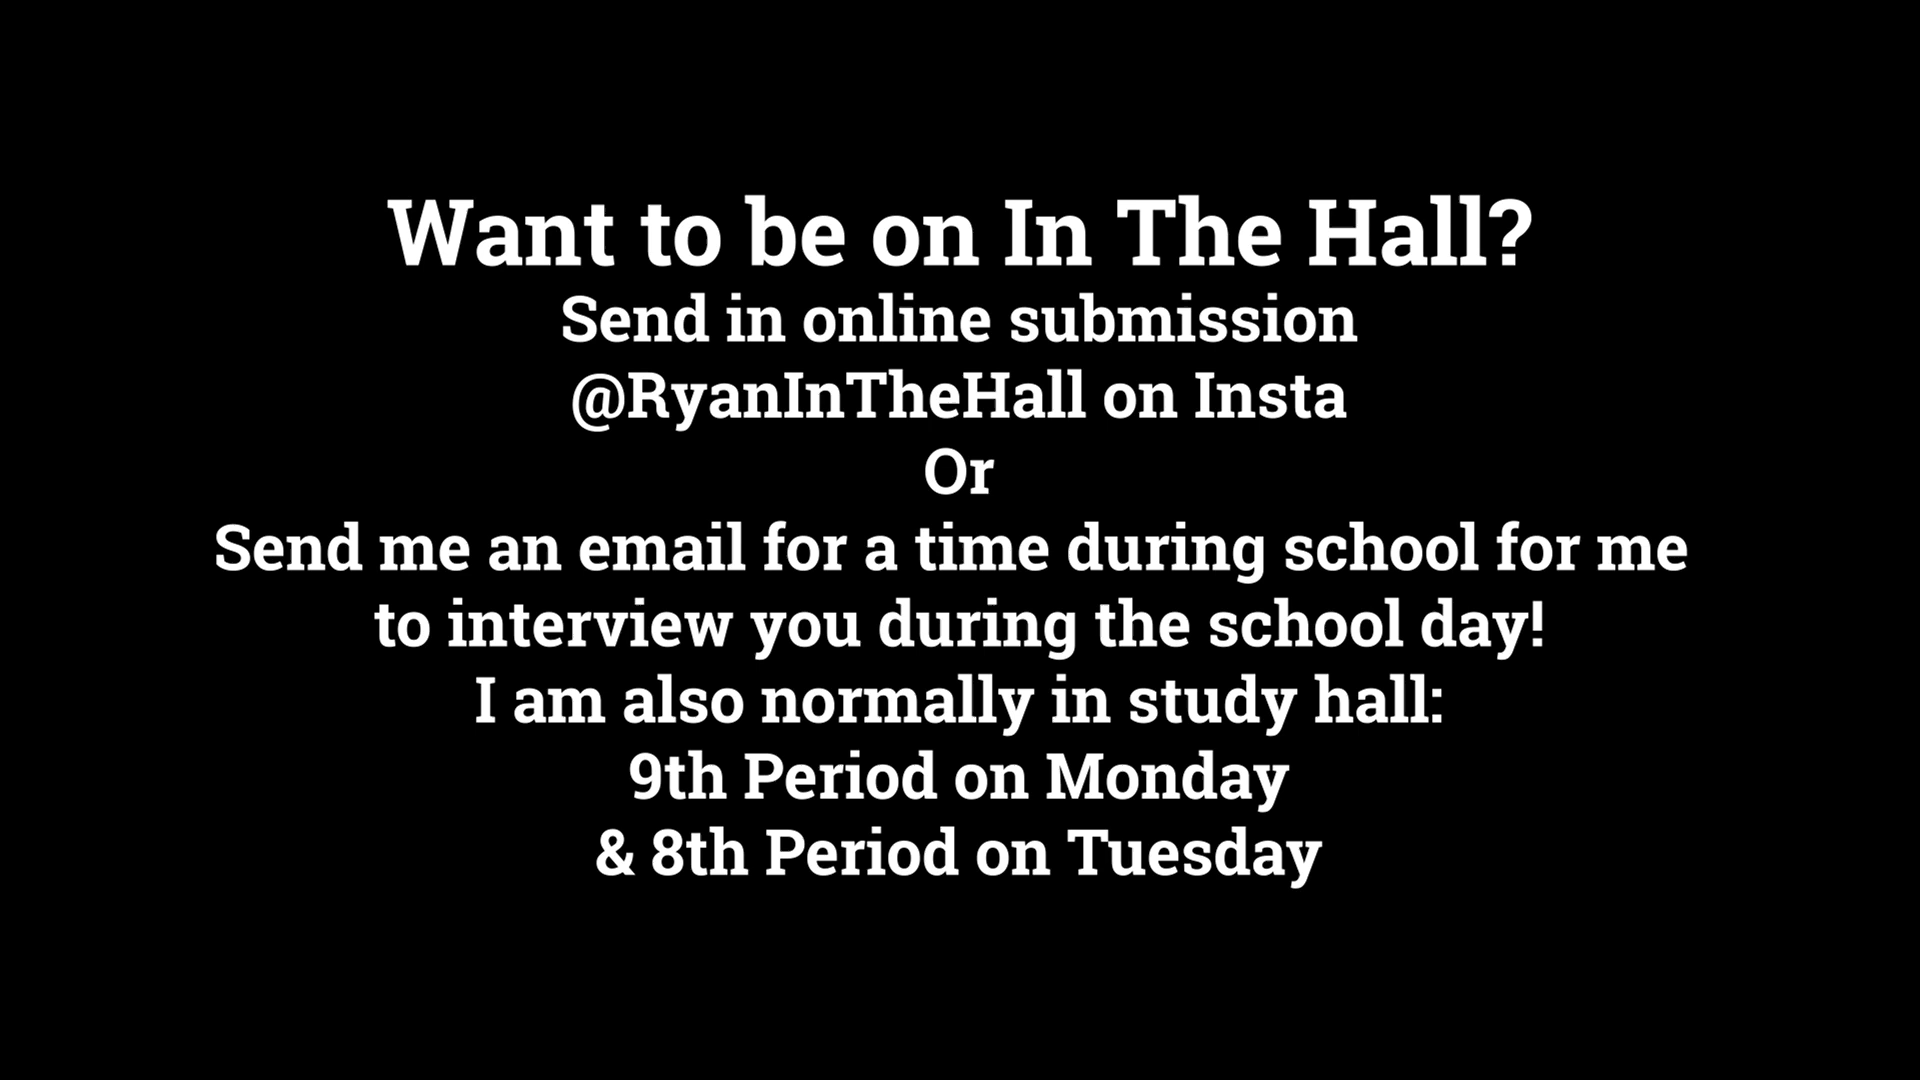 Want to be on In The Hall?
Send in online submission
@RyanInTheHall on Insta
Or
Send me an email for a time during school for me
to interview you during the school day!
I am also normally in study hall:
9th Period on Monday
& 8th Period on Tuesday